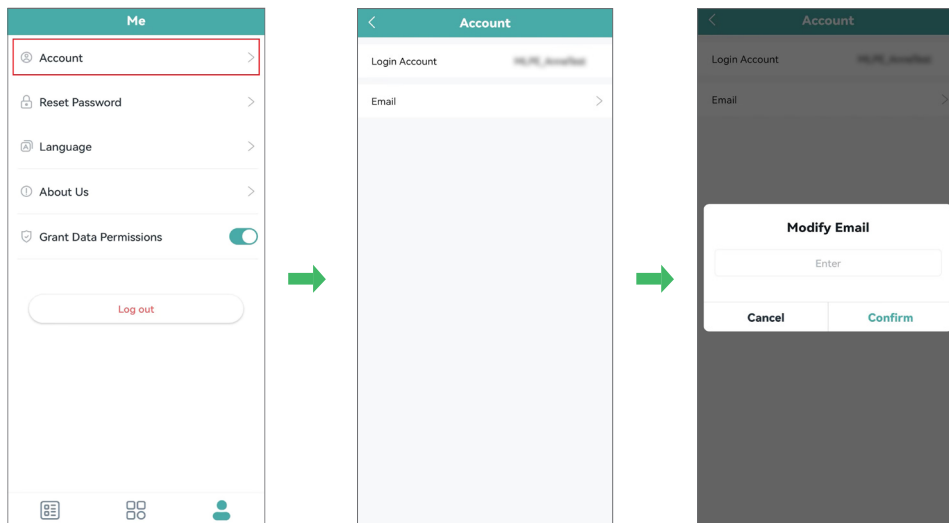 Me
Account
Reset Password
Language
About Us
Grant Data Permissions
Log out
Account
Login Account
Email
Account
Login Account
Email
Modify Email
Enter
Cancel
Confirm